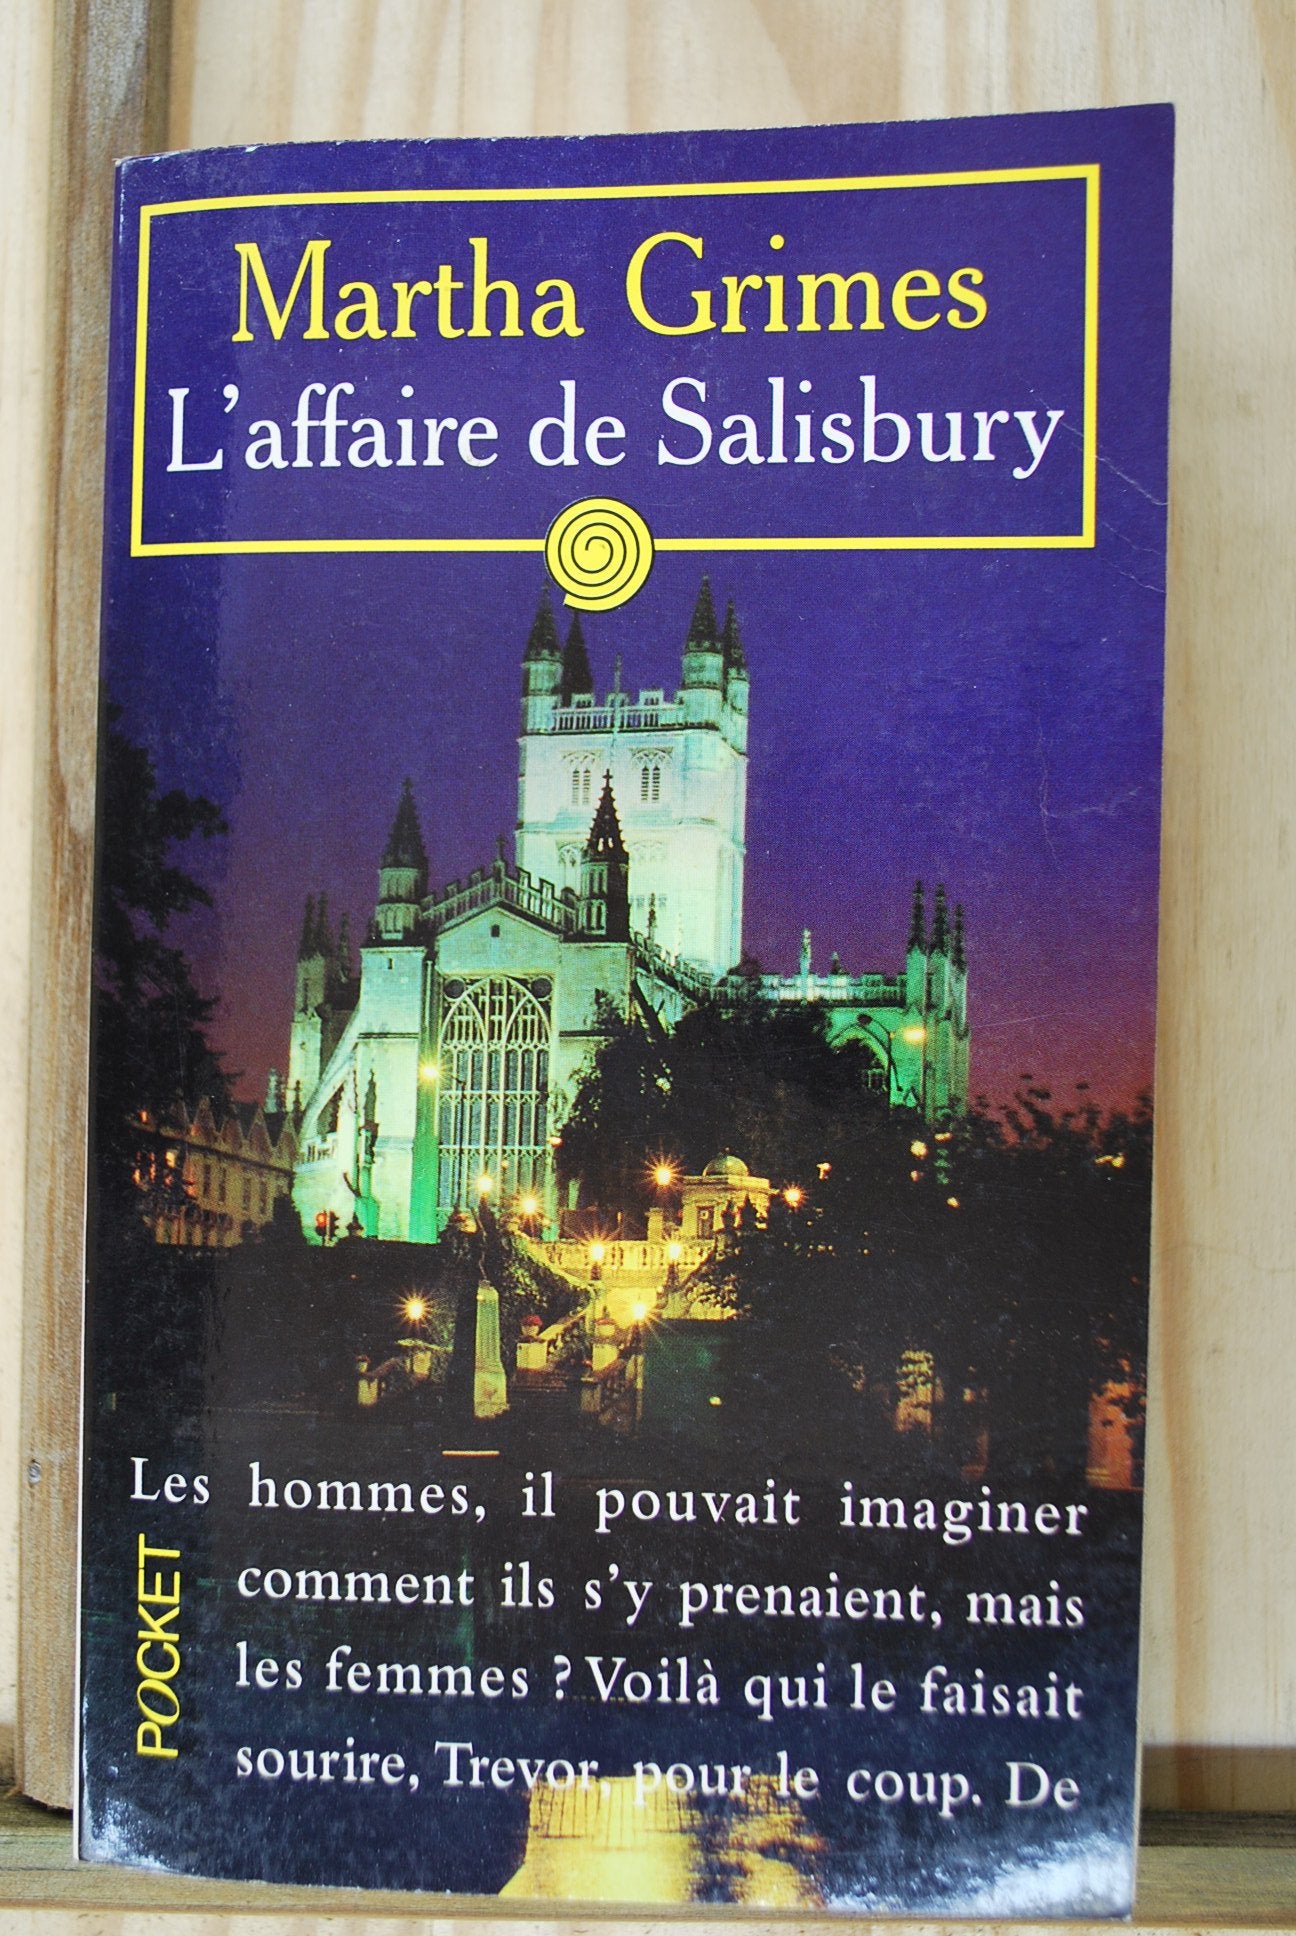 Martha Grimes
L'affaire de Salisbury
Les hommes, il pouvait imaginer
comment ils s'y prenaient, mais
les femmes ? Voilà qui le faisait
sourire, Trevor, pour le coup. De
POCKET